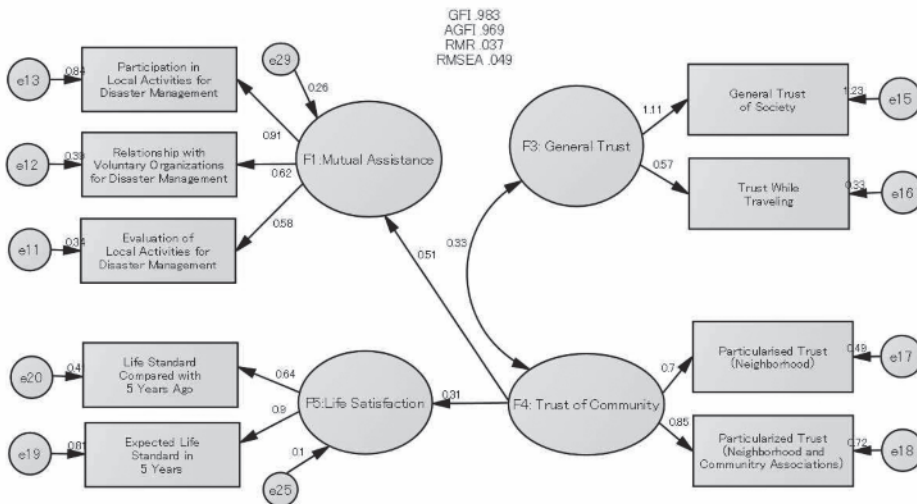 GFI .983
AGFI .969
RMR .037
RMSEA .049
e13
0.84
Participation in
Local Activities for
Disaster Management
e29
0.26
0.91
e12
0.39
Relationship with
Voluntary Organizations
for Disaster Management
0.62
F1:Mutual Assistance
e11
0.34
Evaluation of
Local Activities for
Disaster Management
0.58
F3: General Trust
1.11
General Trust
of Society
1.23
e15
0.57
Trust While
Traveling
0.33
e16
0.33
0.51
e20
0.4
Life Standard
Compared with
5 Years Ago
0.64
F5:Life Satisfaction
0.31
F4: Trust of Community
e19
0.81
Expected Life
Standard in
5 Years
0.9
0.1
e25
0.7
Particularised Trust
(Neighborhood)
0.49
e17
0.85
Particularized Trust
(Neighborhood and
Communitry Associations)
0.72
e18